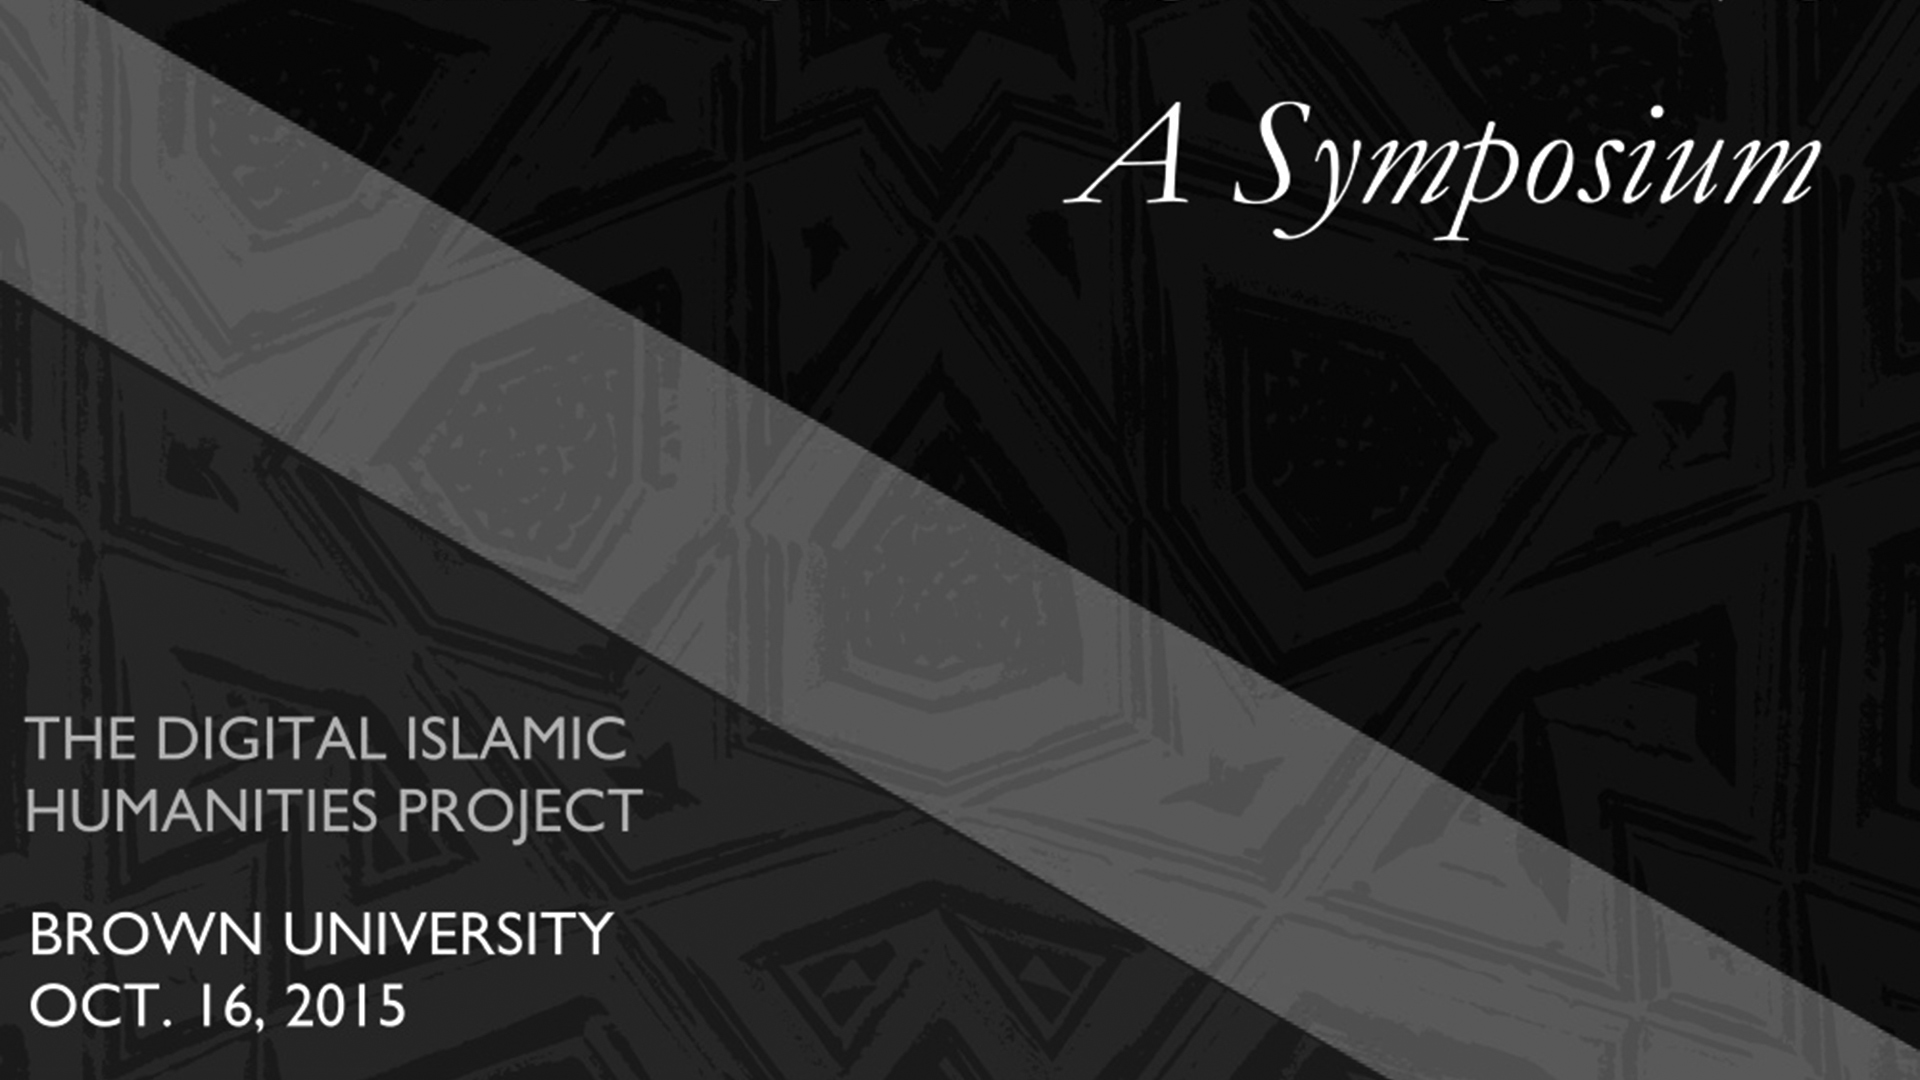 A Symposium
THE DIGITAL ISLAMIC
HUMANITIES PROJECT
BROWN UNIVERSITY
OCT. 16, 2015